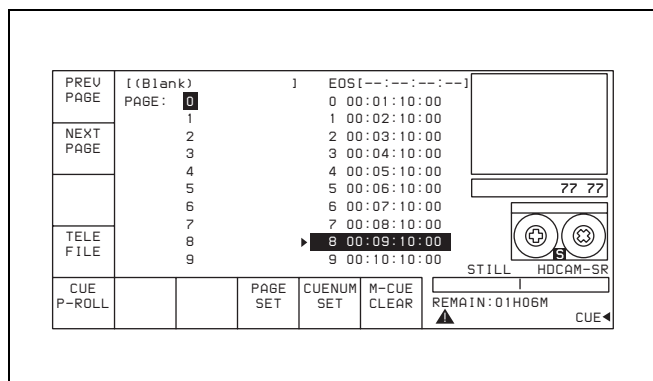 PREV PAGE
NEXT PAGE
TELE FILE
[(Blank) ] EOS[--:--:--:--]
PAGE: 0 0 00:01:10:00
1 1 00:02:10:00
2 2 00:03:10:00
3 3 00:04:10:00
4 4 00:05:10:00
5 5 00:06:10:00
6 6 00:07:10:00
7 7 00:08:10:00
8 ▶ 8 00:09:10:00
9 9 00:10:10:00
77 77
S
STILL HDCAM-SR
CUE P-ROLL
PAGE SET
CUENUM SET
M-CUE CLEAR
REMAIN:01H06M
CUE◀